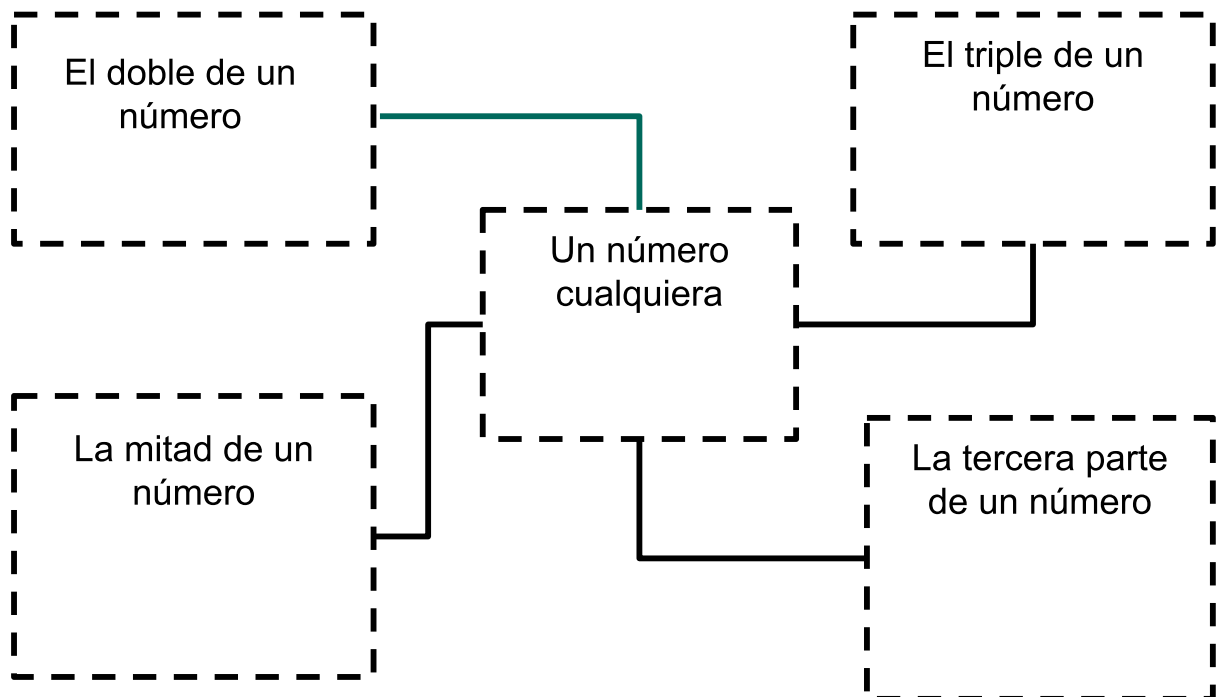 El doble de un
número
El triple de un
número
Un número
cualquiera
La mitad de un
número
La tercera parte
de un número